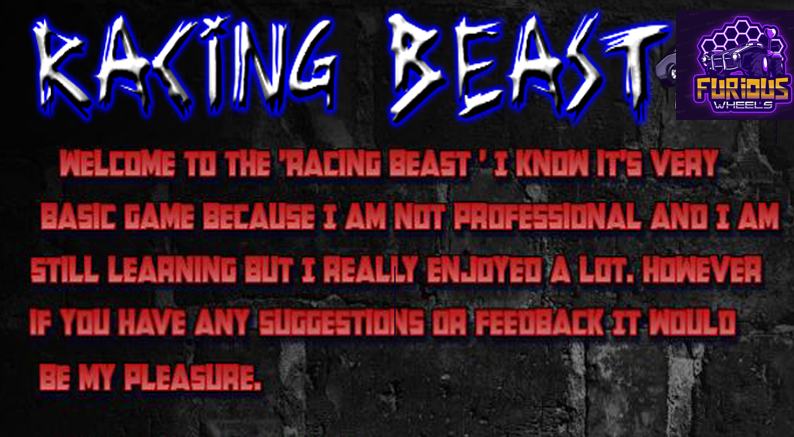 RACING BEAST
FURIOUS
WHEELS
WELCOME TO THE 'RACING BEAST ' I KNOW IT'S VERY
BASIC GAME BECAUSE I AM NOT PROFESSIONAL AND I AM
STILL LEARNING BUT I REALLY ENJOYED A LOT. HOWEVER
IF YOU HAVE ANY SUGGESTIONS OR FEEDBACK IT WOULD
BE MY PLEASURE.